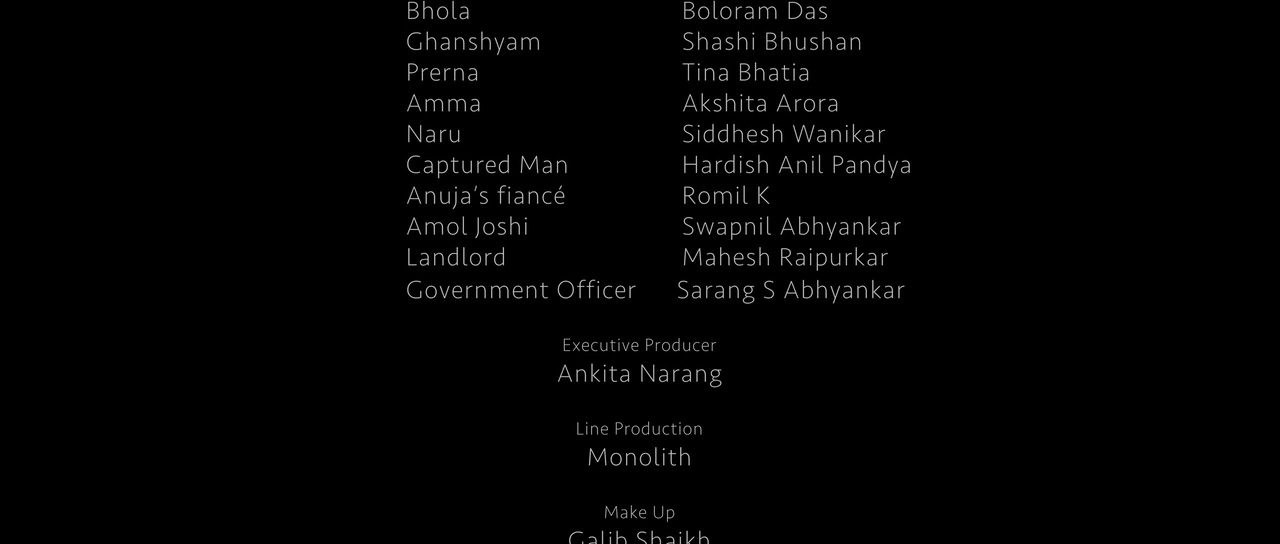 Bhola Boloram Das
Ghanshyam Shashi Bhushan
Prerna Tina Bhatia
Amma Akshita Arora
Naru Siddhesh Wanikar
Captured Man Hardish Anil Pandya
Anuja’s fiancé Romil K
Amol Joshi Swapnil Abhyankar
Landlord Mahesh Raipurkar
Government Officer Sarang S Abhyankar
Executive Producer
Ankita Narang
Line Production
Monolith
Make Up
Galib Shaikh